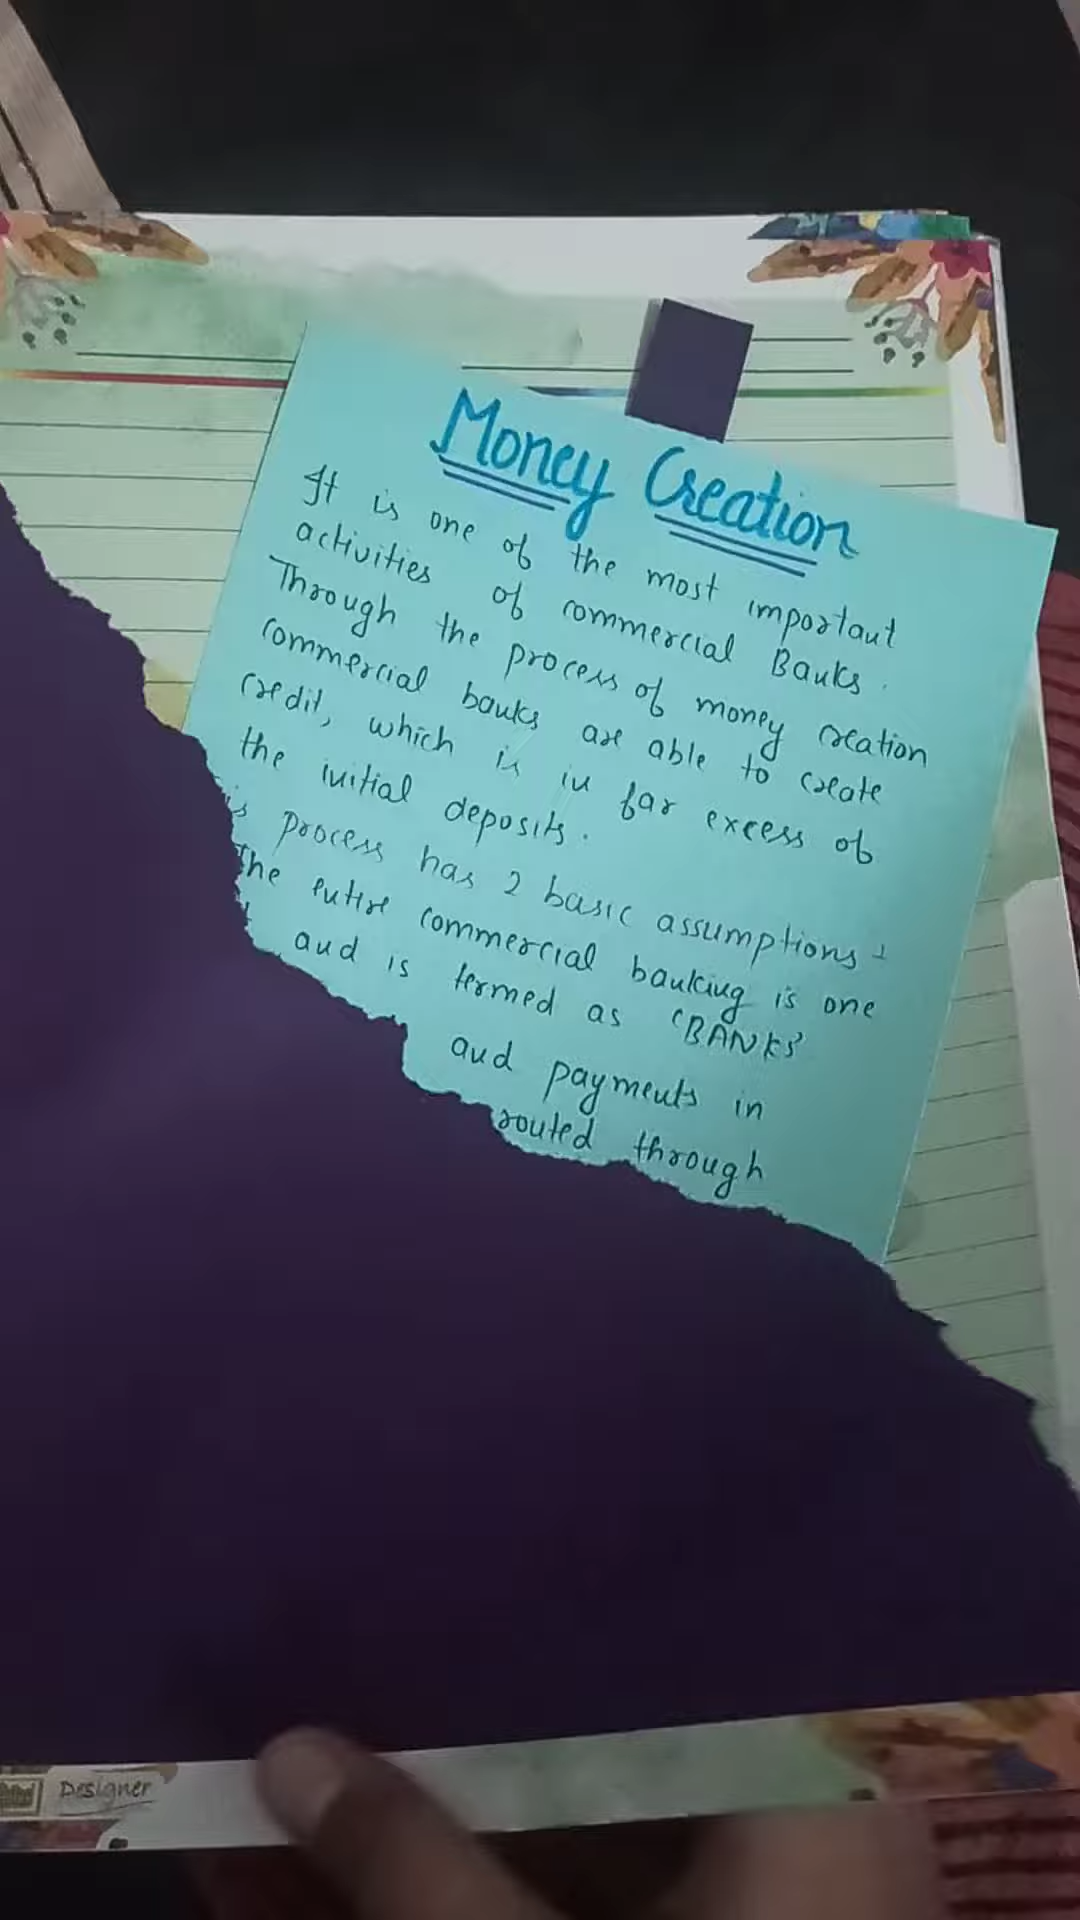 Money Creation
It is one of the most important
activities of commercial Banks.
Through the process of money creation
commercial banks are able to create
credit, which is in far excess of
the initial deposits.
is process has 2 basic assumptions :
The entire commercial banking is one
and is termed as 'BANKS'
and payments in
routed through
Designer